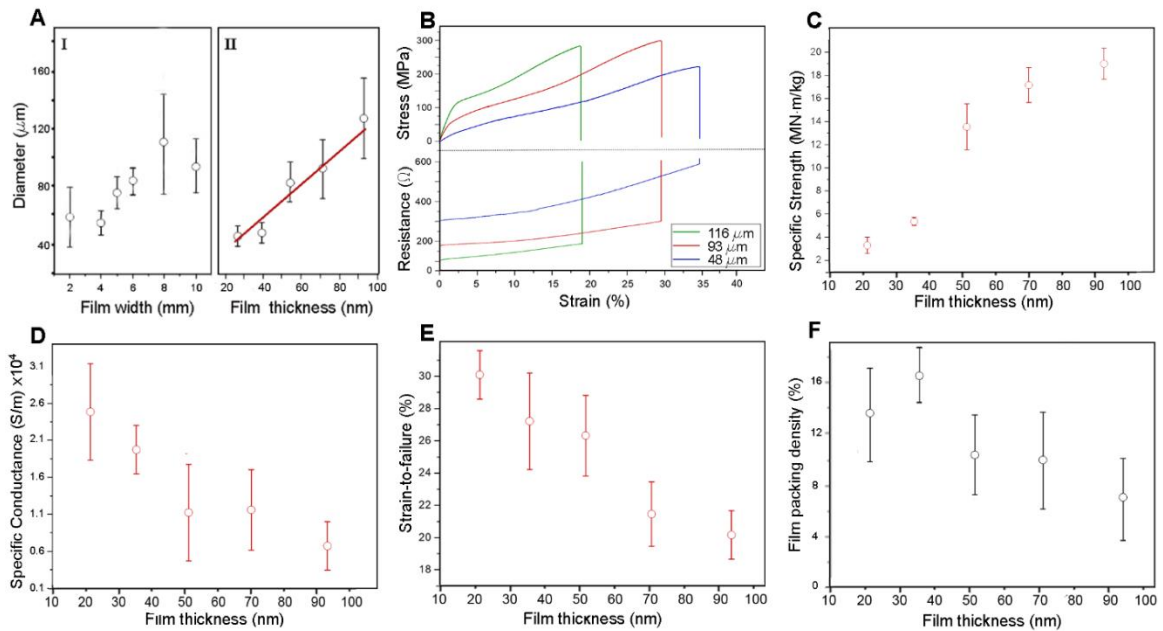 A
I
II
Diameter (μm)
160
120
80
40
2 4 6 8 10
Film width (mm)
20 30 40 50 60 70 80 90 100
Film thickness (nm)
B
Stress (MPa)
300
200
100
0
Resistance (Ω)
600
400
200
0
116 μm
93 μm
48 μm
0 5 10 15 20 25 30 35 40
Strain (%)
C
Specific Strength (MN·m/kg)
20
18
16
14
12
10
8
6
4
2
10 20 30 40 50 60 70 80 90 100
Film thickness (nm)
D
Specific Conductance (S/m) ×10⁴
3.1
2.6
2.1
1.6
1.1
0.6
0.1
10 20 30 40 50 60 70 80 90 100
Film thickness (nm)
E
Strain-to-failure (%)
30
28
26
24
22
20
18
10 20 30 40 50 60 70 80 90 100
Film thickness (nm)
F
Film packing density (%)
16
12
8
4
0
10 20 30 40 50 60 70 80 90 100
Film thickness (nm)